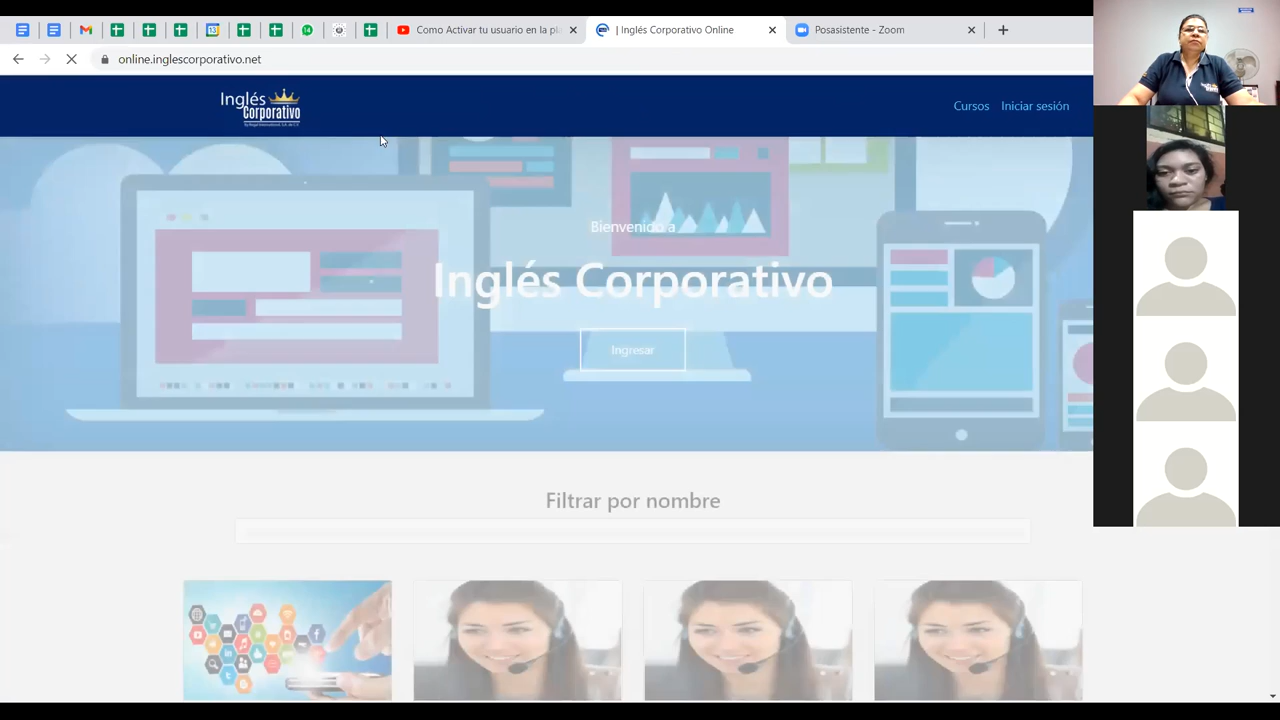 Como Activar tu usuario en la pl
| Inglés Corporativo Online
Posasistente - Zoom
online.inglescorporativo.net
Inglés
Corporativo
Cursos
Iniciar sesión
Bienvenido a
Inglés Corporativo
Ingresar
Filtrar por nombre